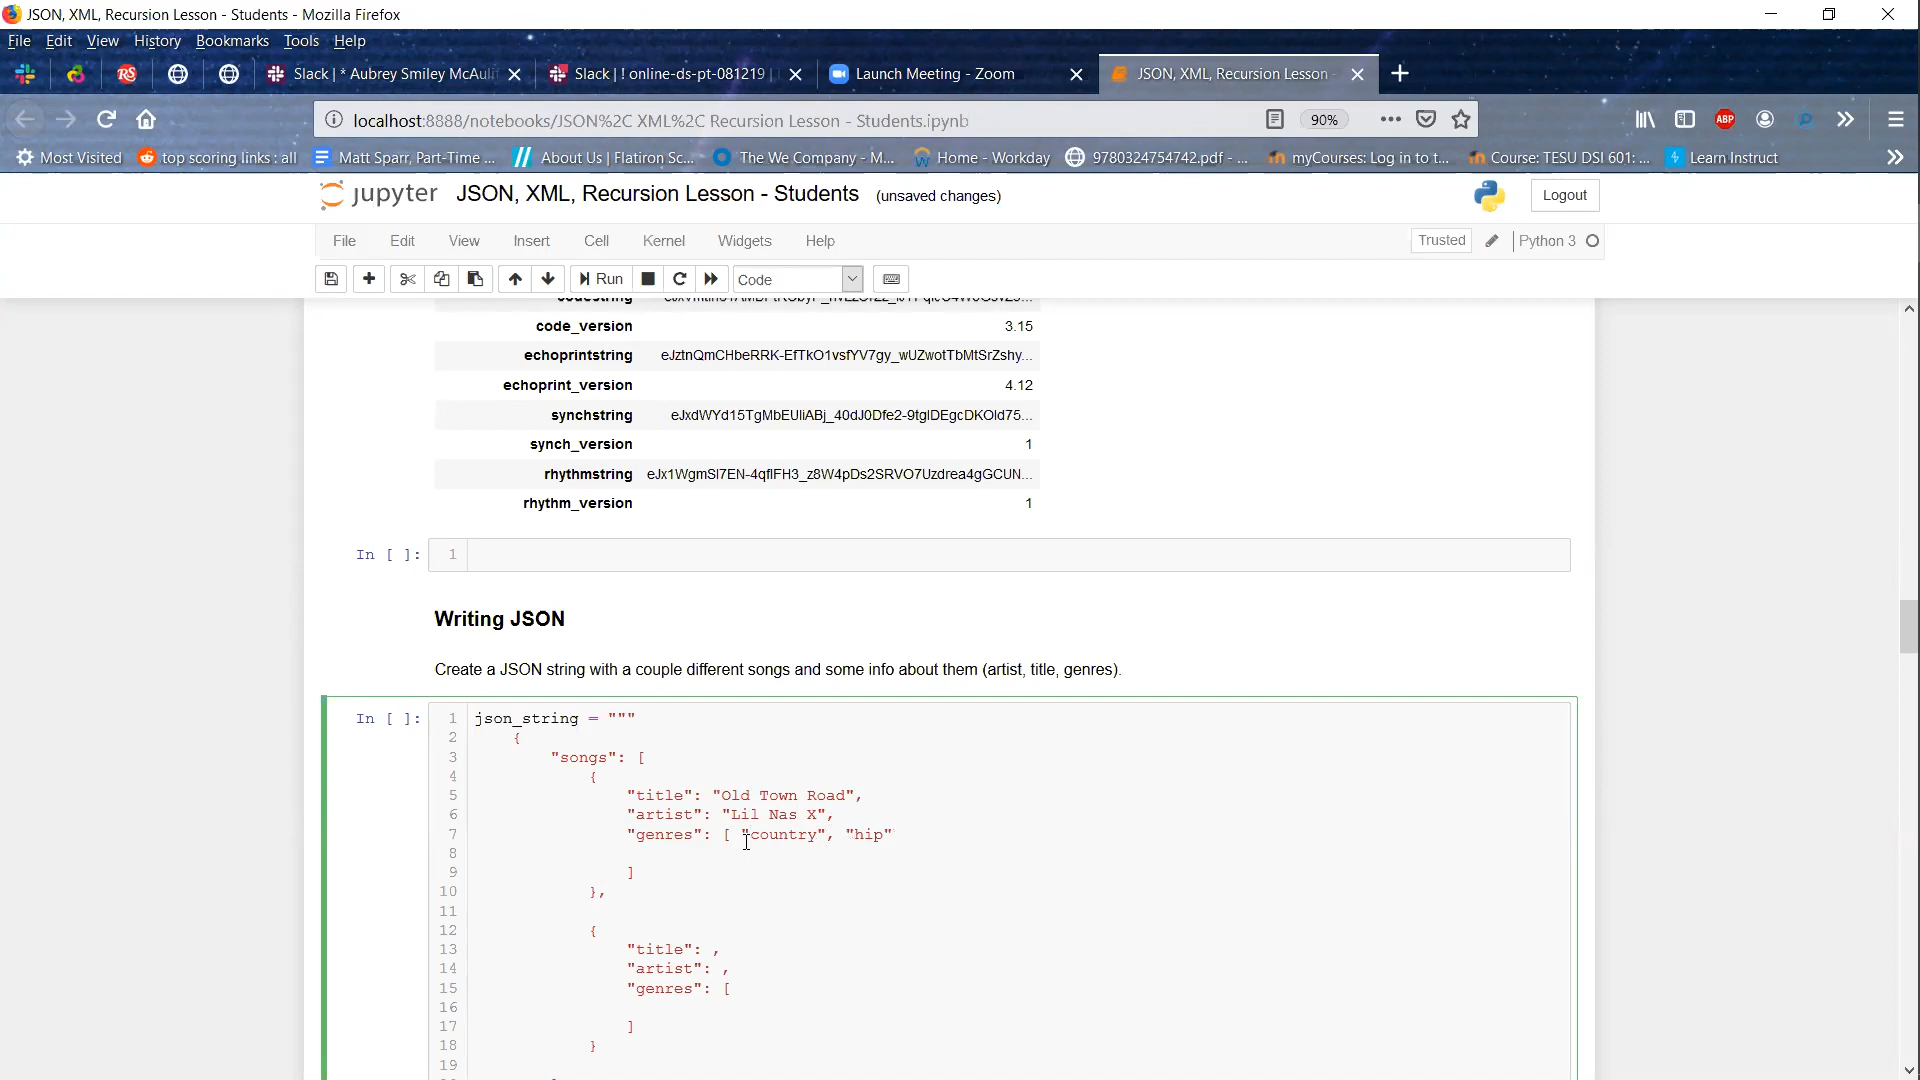 JSON, XML, Recursion Lesson - Students - Mozilla Firefox
File Edit View History Bookmarks Tools Help
RS Slack | * Aubrey Smiley McAulif Slack | ! online-ds-pt-081219 | Launch Meeting - Zoom JSON, XML, Recursion Lesson -
localhost:8888/notebooks/JSON%2C XML%2C Recursion Lesson - Students.ipynb 90% ABP
Most Visited top scoring links : all Matt Sparr, Part-Time ... About Us | Flatiron Sc... The We Company - M... Home - Workday 9780324754742.pdf - ... myCourses: Log in to t... Course: TESU DSI 601: ... Learn Instruct
jupyter JSON, XML, Recursion Lesson - Students (unsaved changes) Logout
File Edit View Insert Cell Kernel Widgets Help Trusted Python 3
Run Code
codestring
code_version 3.15
echoprintstring eJztnQmCHbeRRK-EfTkO1vsfYV7gy_wUZwotTbMtSrZshy...
echoprint_version 4.12
synchstring eJxdWYd15TgMbEUliABj_40dJ0Dfe2-9tglDEgcDKOld75...
synch_version 1
rhythmstring eJx1WgmSl7EN-4qflFH3_z8W4pDs2SRVO7Uzdrea4gGCUN...
rhythm_version 1
In [ ]: 1
Writing JSON
Create a JSON string with a couple different songs and some info about them (artist, title, genres).
In [ ]: 1 json_string = """
2 {
3 "songs": [
4 {
5 "title": "Old Town Road",
6 "artist": "Lil Nas X",
7 "genres": [ "country", "hip"
8
9 ]
10 },
11
12 {
13 "title": ,
14 "artist": ,
15 "genres": [
16
17 ]
18 }
19